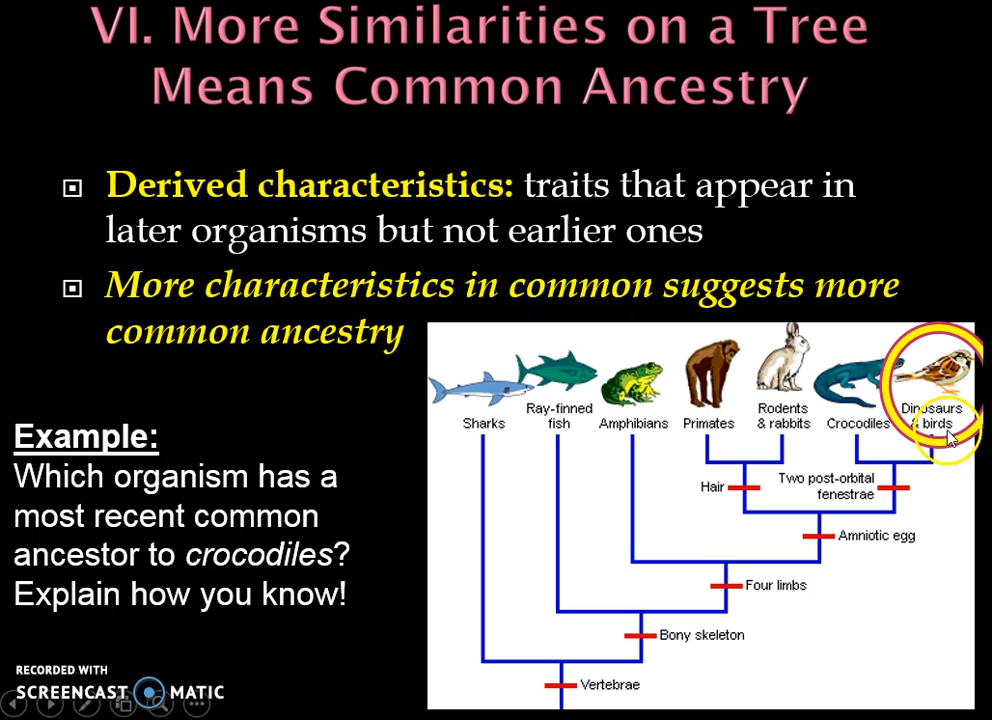 VI. More Similarities on a Tree
Means Common Ancestry
Derived characteristics: traits that appear in
later organisms but not earlier ones
More characteristics in common suggests more
common ancestry
Example:
Which organism has a
most recent common
ancestor to crocodiles?
Explain how you know!
Sharks
Ray-finned
fish
Amphibians
Primates
Rodents
& rabbits
Crocodiles
Dinosaurs
& birds
Hair
Two post-orbital
fenestrae
Amniotic egg
Four limbs
Bony skeleton
Vertebrae
RECORDED WITH
SCREENCAST MATIC